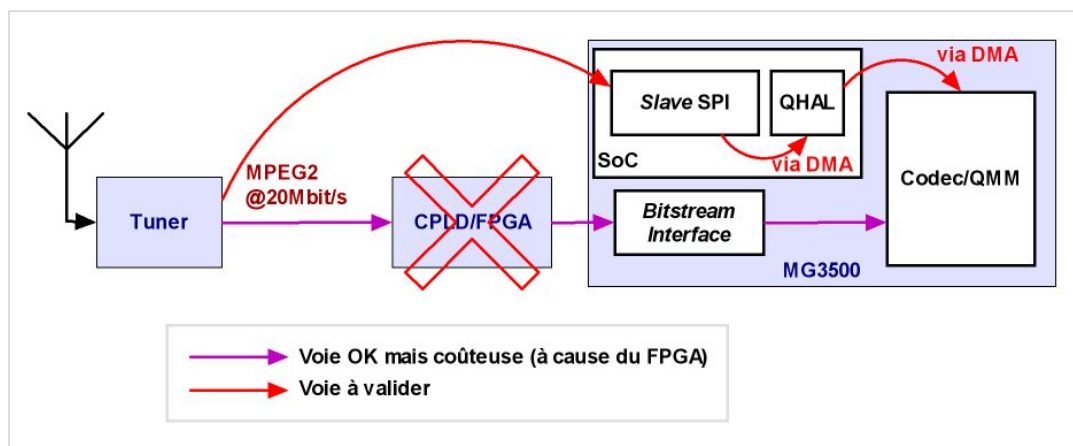 via DMA
Slave SPI
QHAL
SoC
via DMA
Codec/QMM
MPEG2
@20Mbit/s
Tuner
CPLD/FPGA
Bitstream
Interface
MG3500
Voie OK mais coûteuse (à cause du FPGA)
Voie à valider